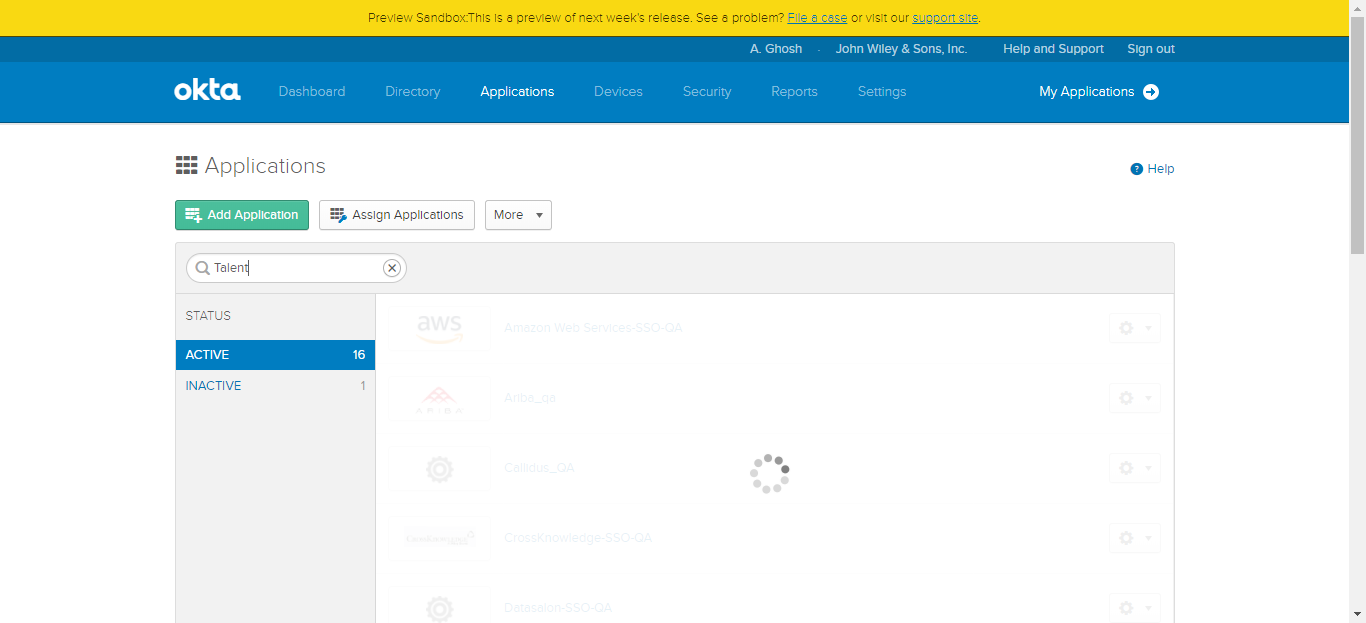 Preview Sandbox:This is a preview of next week's release. See a problem? File a case or visit our support site.
A. Ghosh · John Wiley & Sons, Inc. Help and Support Sign out
okta Dashboard Directory Applications Devices Security Reports Settings My Applications
Applications
? Help
Add Application Assign Applications More
Talent
STATUS
ACTIVE 16
INACTIVE 1
aws Amazon Web Services-SSO-QA
ARIBA Ariba_qa
Callidus_QA
CrossKnowledge-SSO-QA
Datasalon-SSO-QA